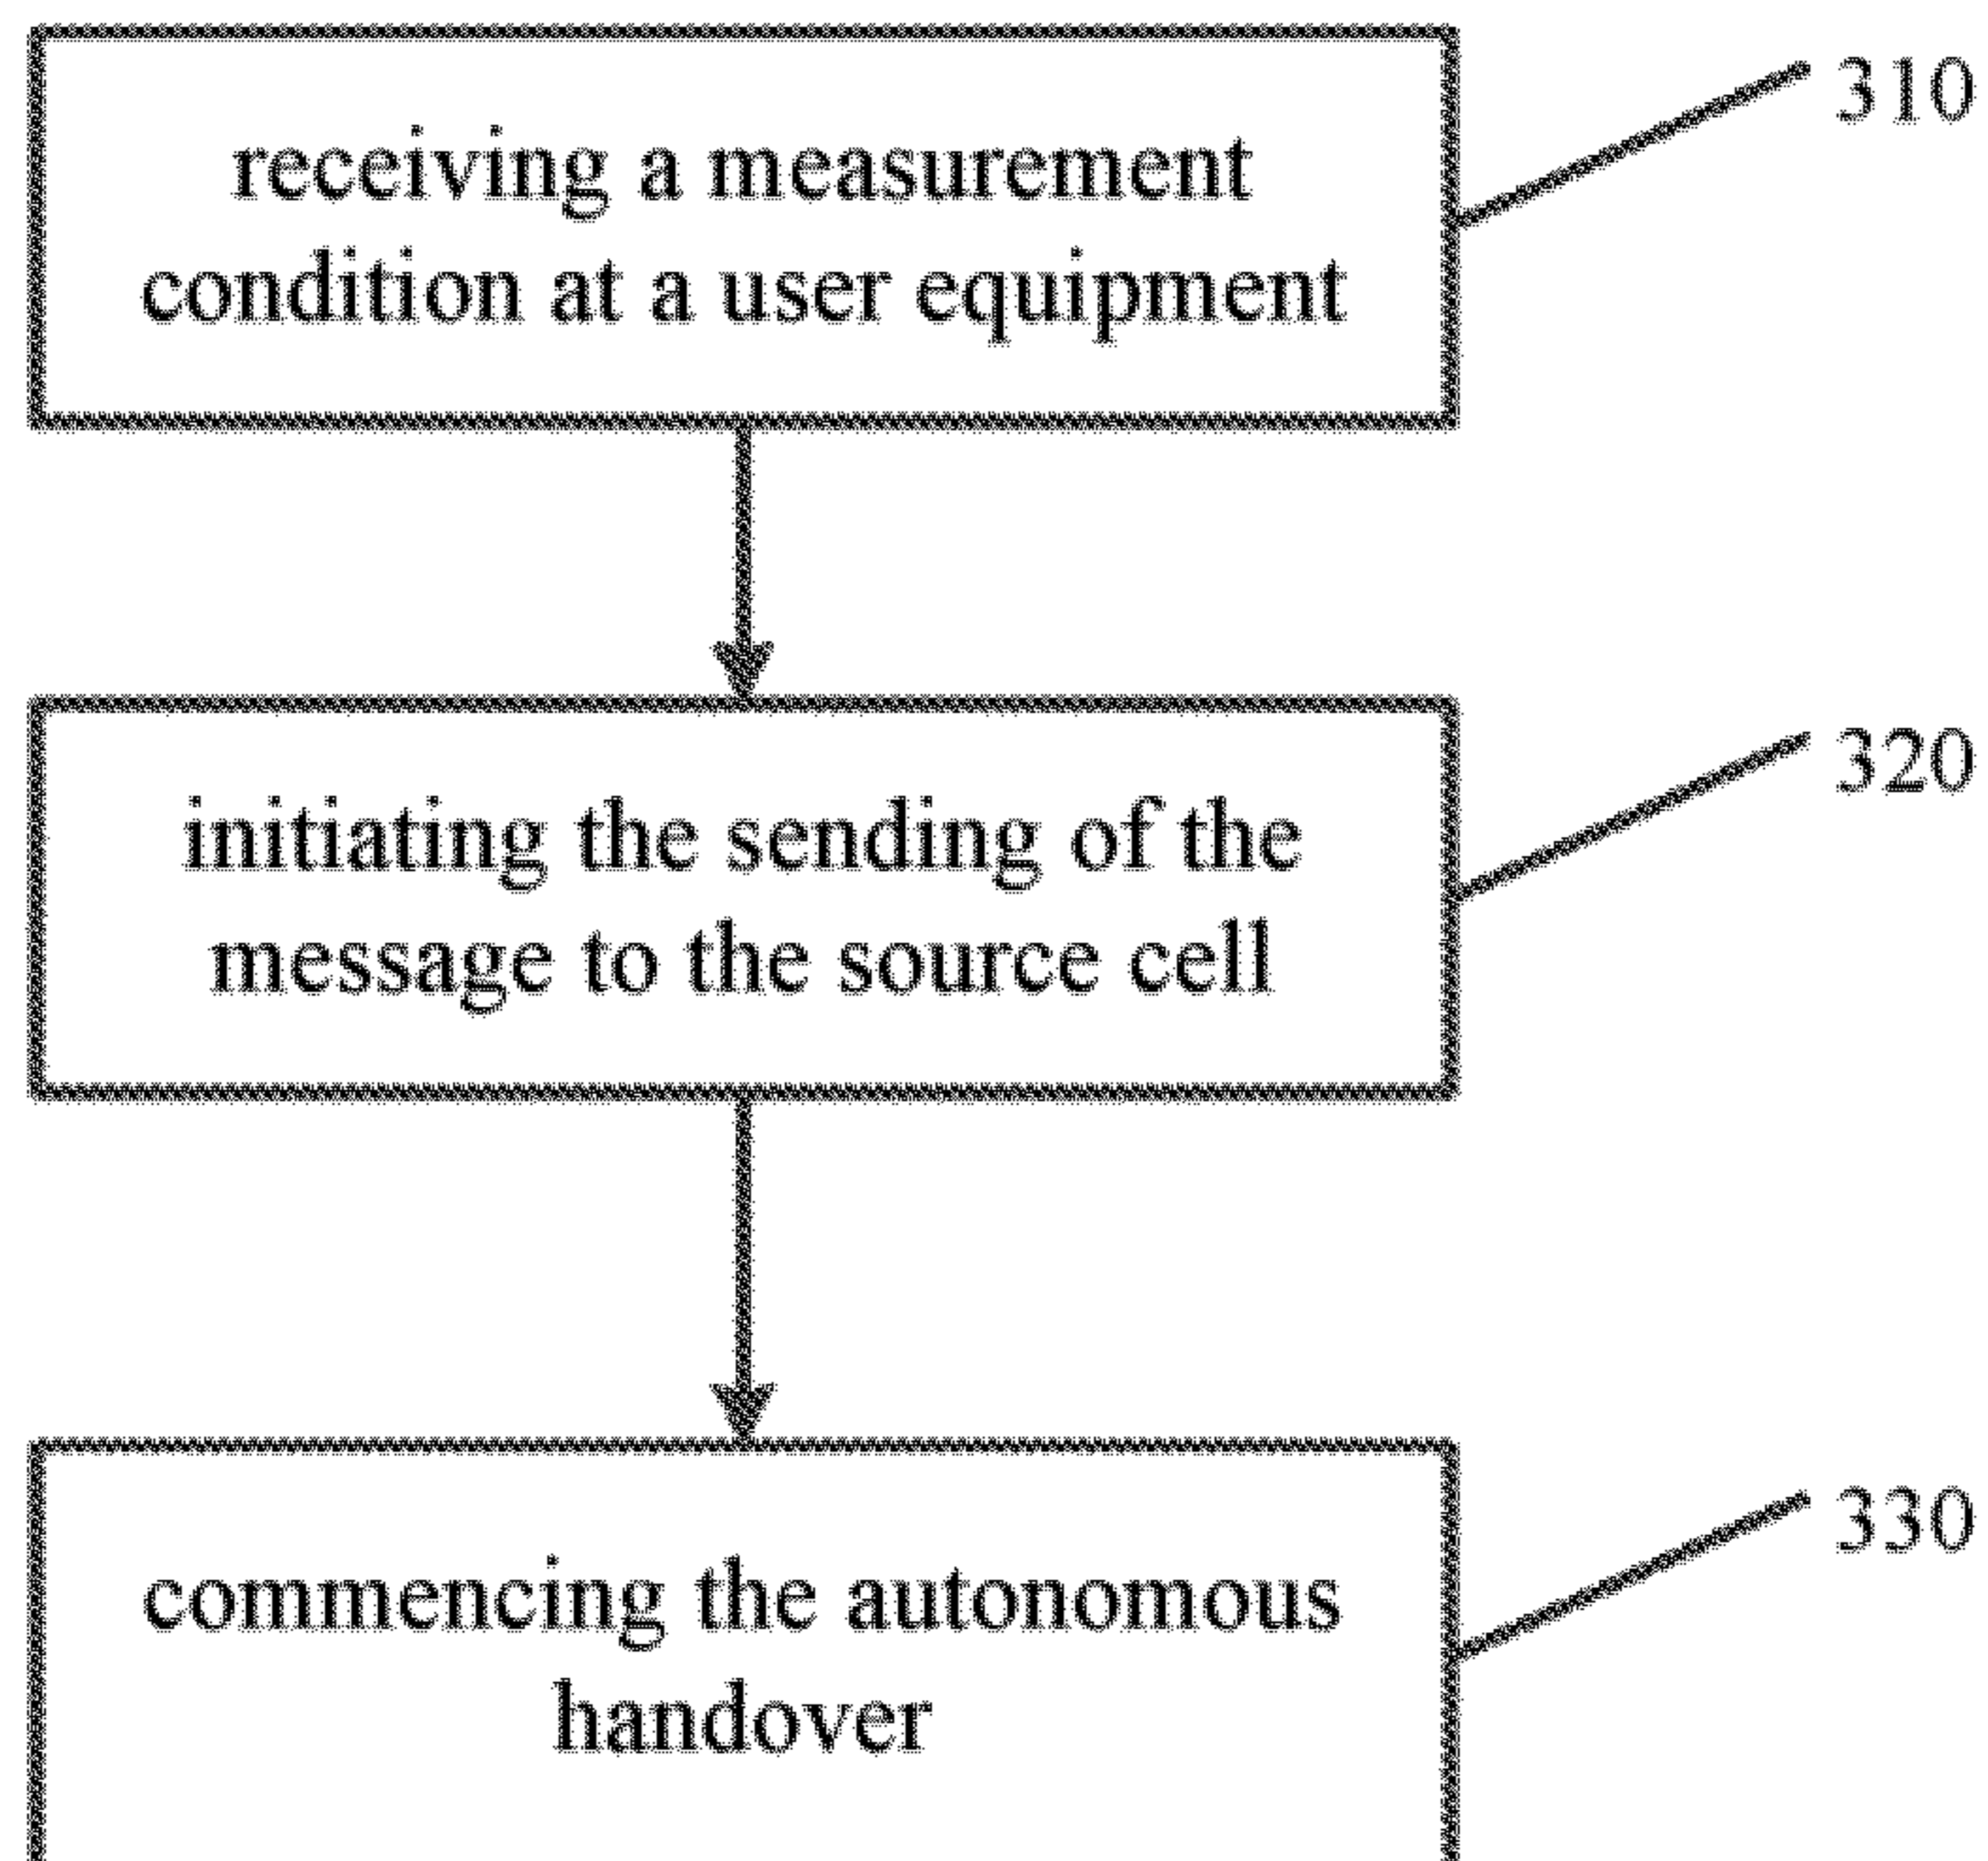 receiving a measurement
condition at a user equipment
310
initiating the sending of the
message to the source cell
320
commencing the autonomous
handover
330